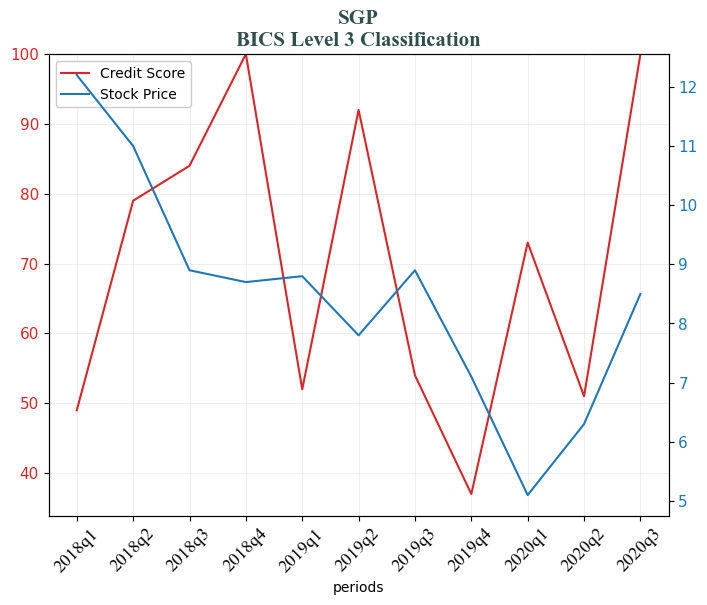 SGP
BICS Level 3 Classification
Credit Score
Stock Price
100
90
80
70
60
50
40
12
11
10
9
8
7
6
5
2018q1
2018q2
2018q3
2018q4
2019q1
2019q2
2019q3
2019q4
2020q1
2020q2
2020q3
periods